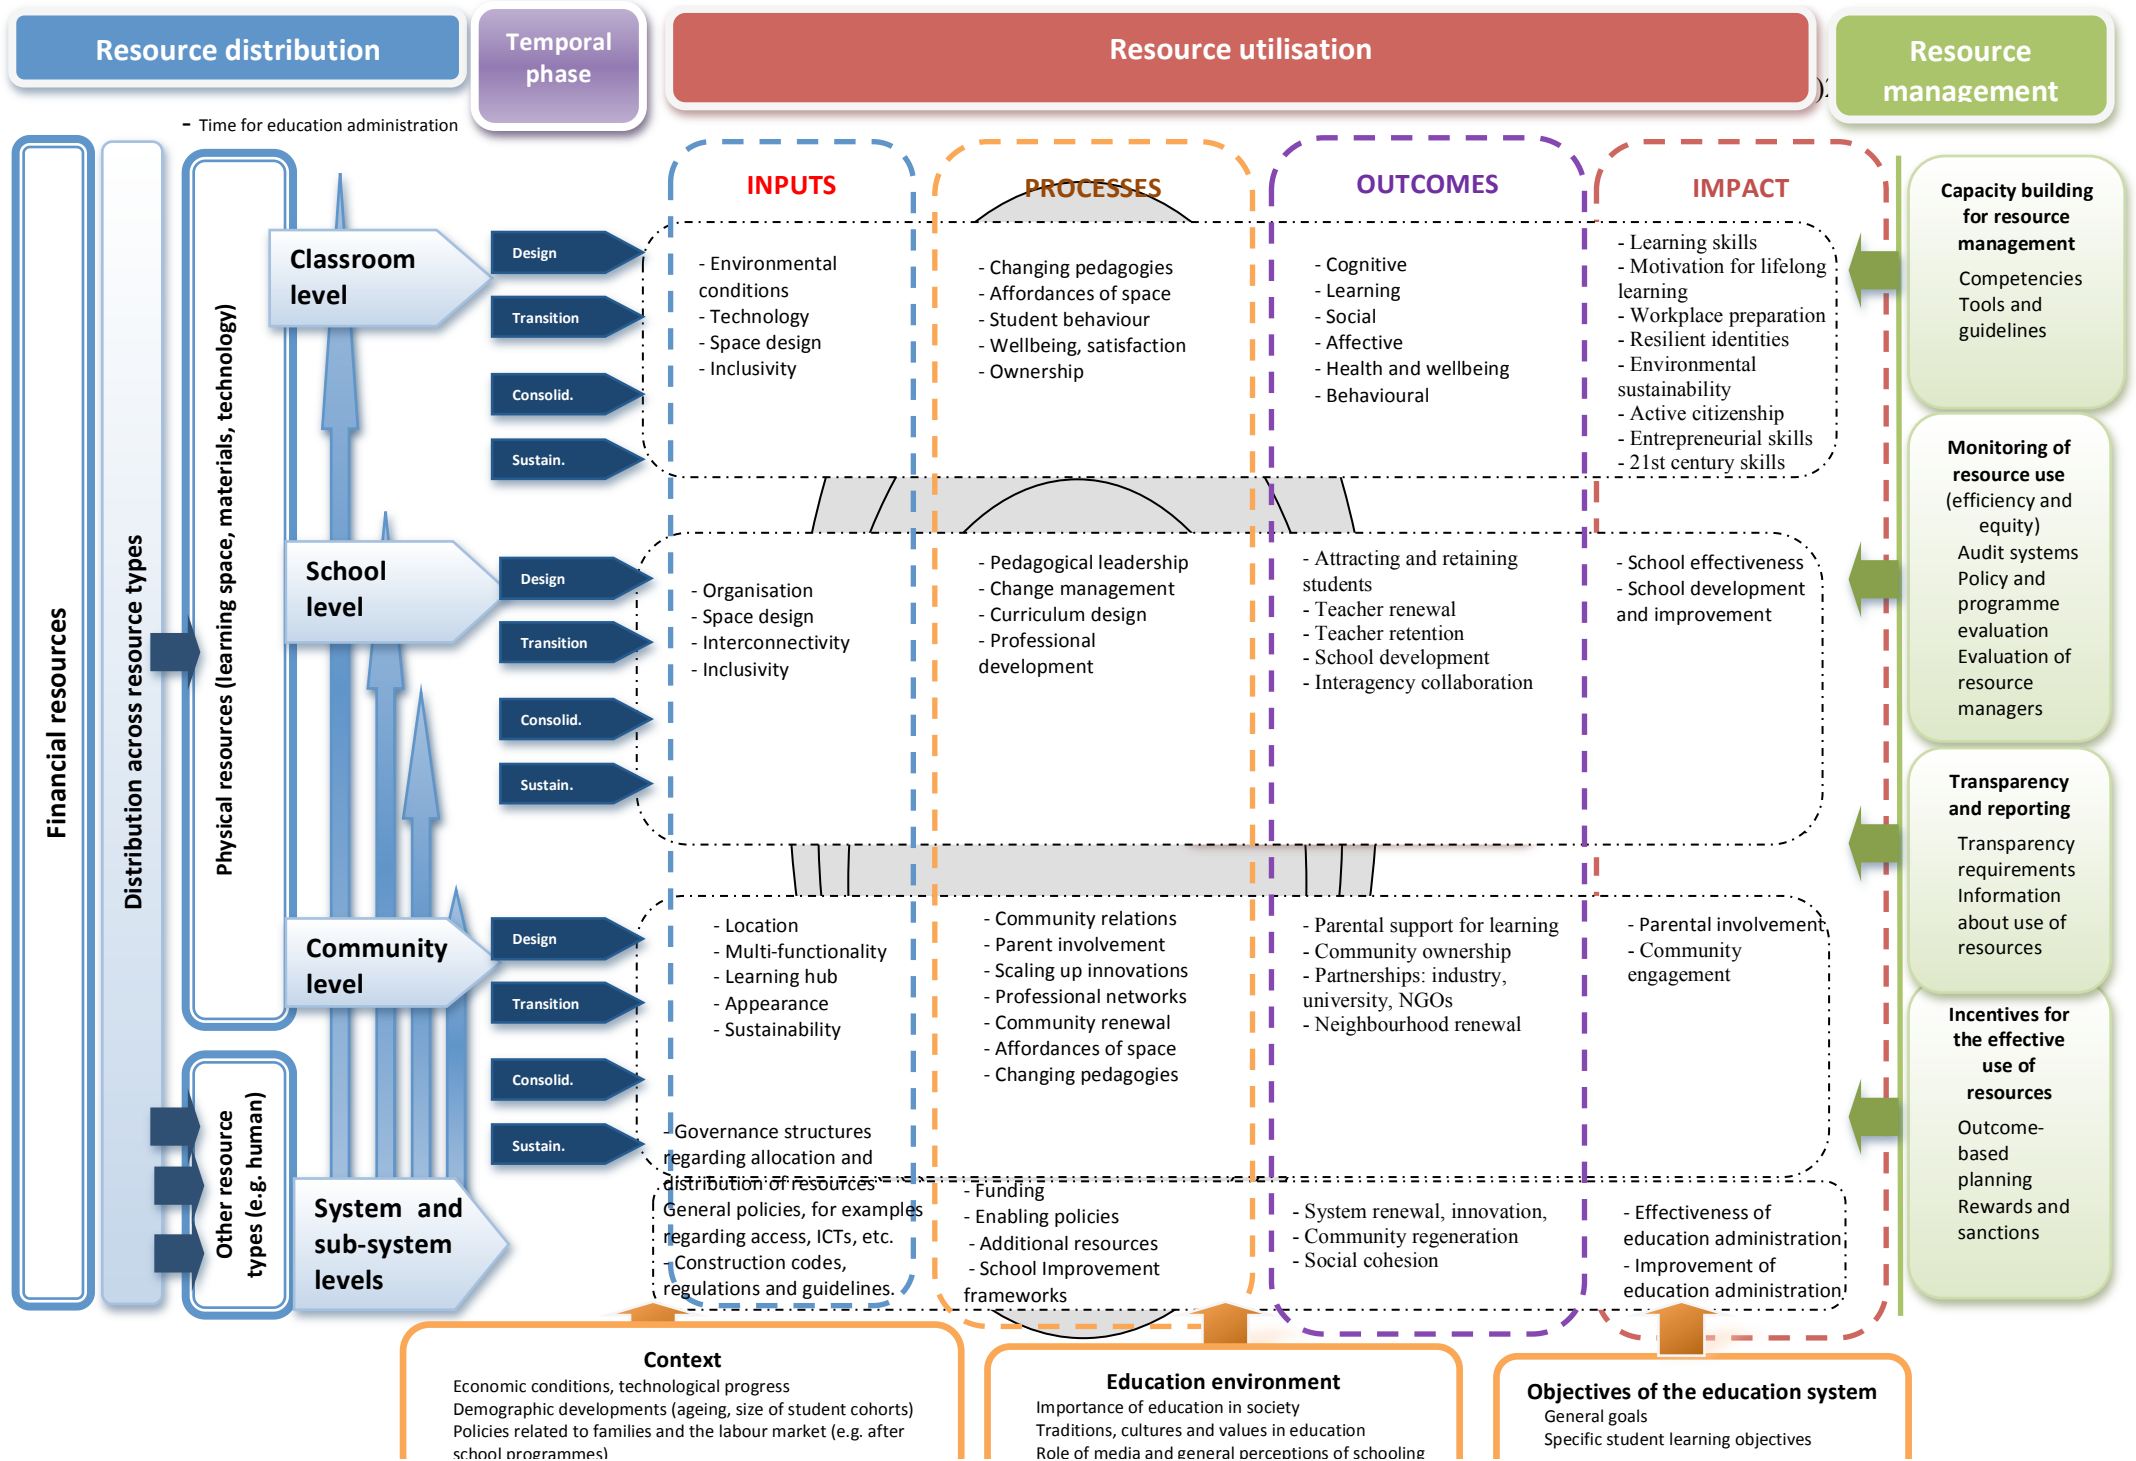 Resource distribution
Temporal
phase
Resource utilisation
Resource
management
- Time for education administration
Financial resources
Distribution across resource types
Physical resources (learning space, materials, technology)
Other resource
types (e.g. human)
INPUTS
PROCESSES
OUTCOMES
IMPACT
Classroom
level
Design
Transition
Consolid.
Sustain.
- Environmental
conditions
- Technology
- Space design
- Inclusivity
- Changing pedagogies
- Affordances of space
- Student behaviour
- Wellbeing, satisfaction
- Ownership
- Cognitive
- Learning
- Social
- Affective
- Health and wellbeing
- Behavioural
- Learning skills
- Motivation for lifelong
learning
- Workplace preparation
- Resilient identities
- Environmental
sustainability
- Active citizenship
- Entrepreneurial skills
- 21st century skills
School
level
Design
Transition
Consolid.
Sustain.
- Organisation
- Space design
- Interconnectivity
- Inclusivity
- Pedagogical leadership
- Change management
- Curriculum design
- Professional
development
- Attracting and retaining
students
- Teacher renewal
- Teacher retention
- School development
- Interagency collaboration
- School effectiveness
- School development
and improvement
Community
level
Design
Transition
Consolid.
Sustain.
- Location
- Multi-functionality
- Learning hub
- Appearance
- Sustainability
- Community relations
- Parent involvement
- Scaling up innovations
- Professional networks
- Community renewal
- Affordances of space
- Changing pedagogies
- Parental support for learning
- Community ownership
- Partnerships: industry,
university, NGOs
- Neighbourhood renewal
- Parental involvement
- Community
engagement
System and
sub-system
levels
- Governance structures
regarding allocation and
distribution of resources
General policies, for examples
regarding access, ICTs, etc.
- Construction codes,
regulations and guidelines.
- Funding
- Enabling policies
- Additional resources
- School Improvement
frameworks
- System renewal, innovation,
- Community regeneration
- Social cohesion
- Effectiveness of
education administration
- Improvement of
education administration
Capacity building
for resource
management
Competencies
Tools and
guidelines
Monitoring of
resource use
(efficiency and
equity)
Audit systems
Policy and
programme
evaluation
Evaluation of
resource
managers
Transparency
and reporting
Transparency
requirements
Information
about use of
resources
Incentives for
the effective
use of
resources
Outcome-
based
planning
Rewards and
sanctions
Context
Economic conditions, technological progress
Demographic developments (ageing, size of student cohorts)
Policies related to families and the labour market (e.g. after
school programmes)
Education environment
Importance of education in society
Traditions, cultures and values in education
Role of media and general perceptions of schooling
Objectives of the education system
General goals
Specific student learning objectives